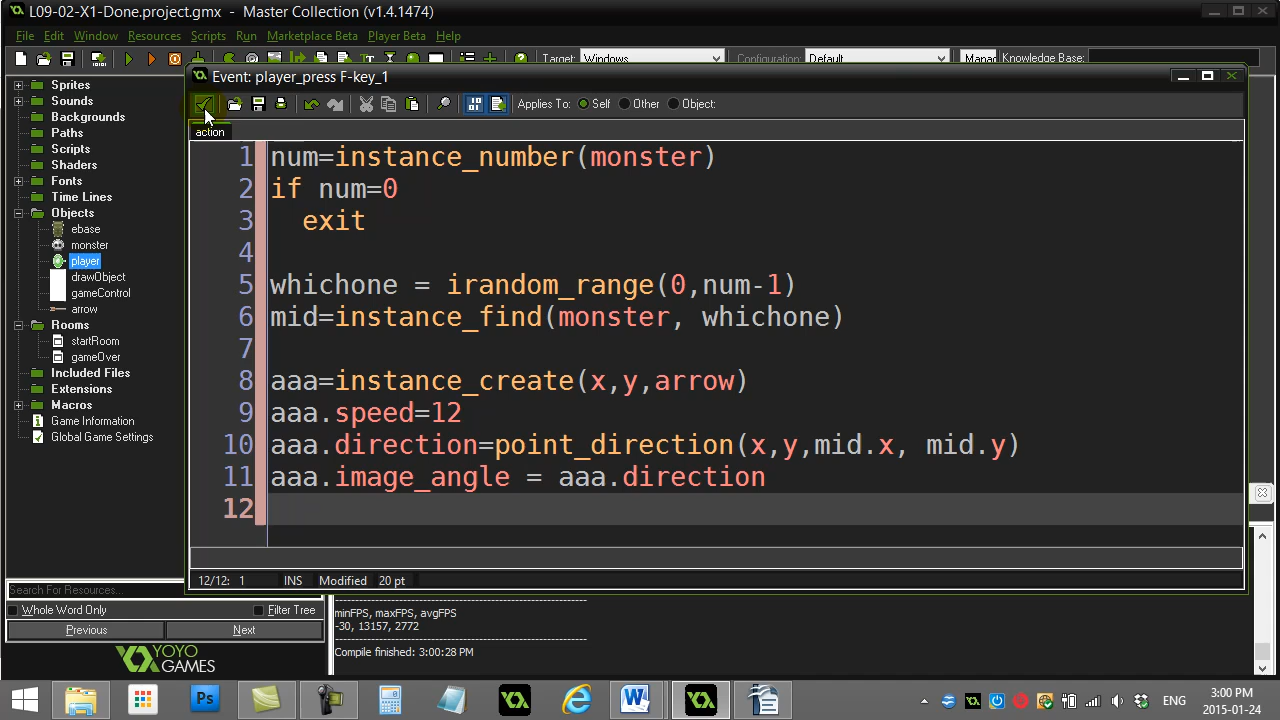 L09-02-X1-Done.project.gmx - Master Collection (v1.4.1474)
File Edit Window Resources Scripts Run Marketplace Beta Player Beta Help
Target: Windows Configuration: Default Knowledge Base:
Event: player_press F-key_1
Applies To: Self Other Object:
action
1 num=instance_number(monster)
2 if num=0
3 exit
4
5 whichone = irandom_range(0,num-1)
6 mid=instance_find(monster, whichone)
7
8 aaa=instance_create(x,y,arrow)
9 aaa.speed=12
10 aaa.direction=point_direction(x,y,mid.x, mid.y)
11 aaa.image_angle = aaa.direction
12
12/12: 1 INS Modified 20 pt
Sprites
Sounds
Backgrounds
Paths
Scripts
Shaders
Fonts
Time Lines
Objects
ebase
monster
player
drawObject
gameControl
arrow
Rooms
startRoom
gameOver
Included Files
Extensions
Macros
Game Information
Global Game Settings
Search For Resources...
Whole Word Only Filter Tree
Previous Next
YOYO
GAMES
minFPS, maxFPS, avgFPS
-30, 13157, 2772
Compile finished: 3:00:28 PM
Ps
W
ENG
3:00 PM
2015-01-24